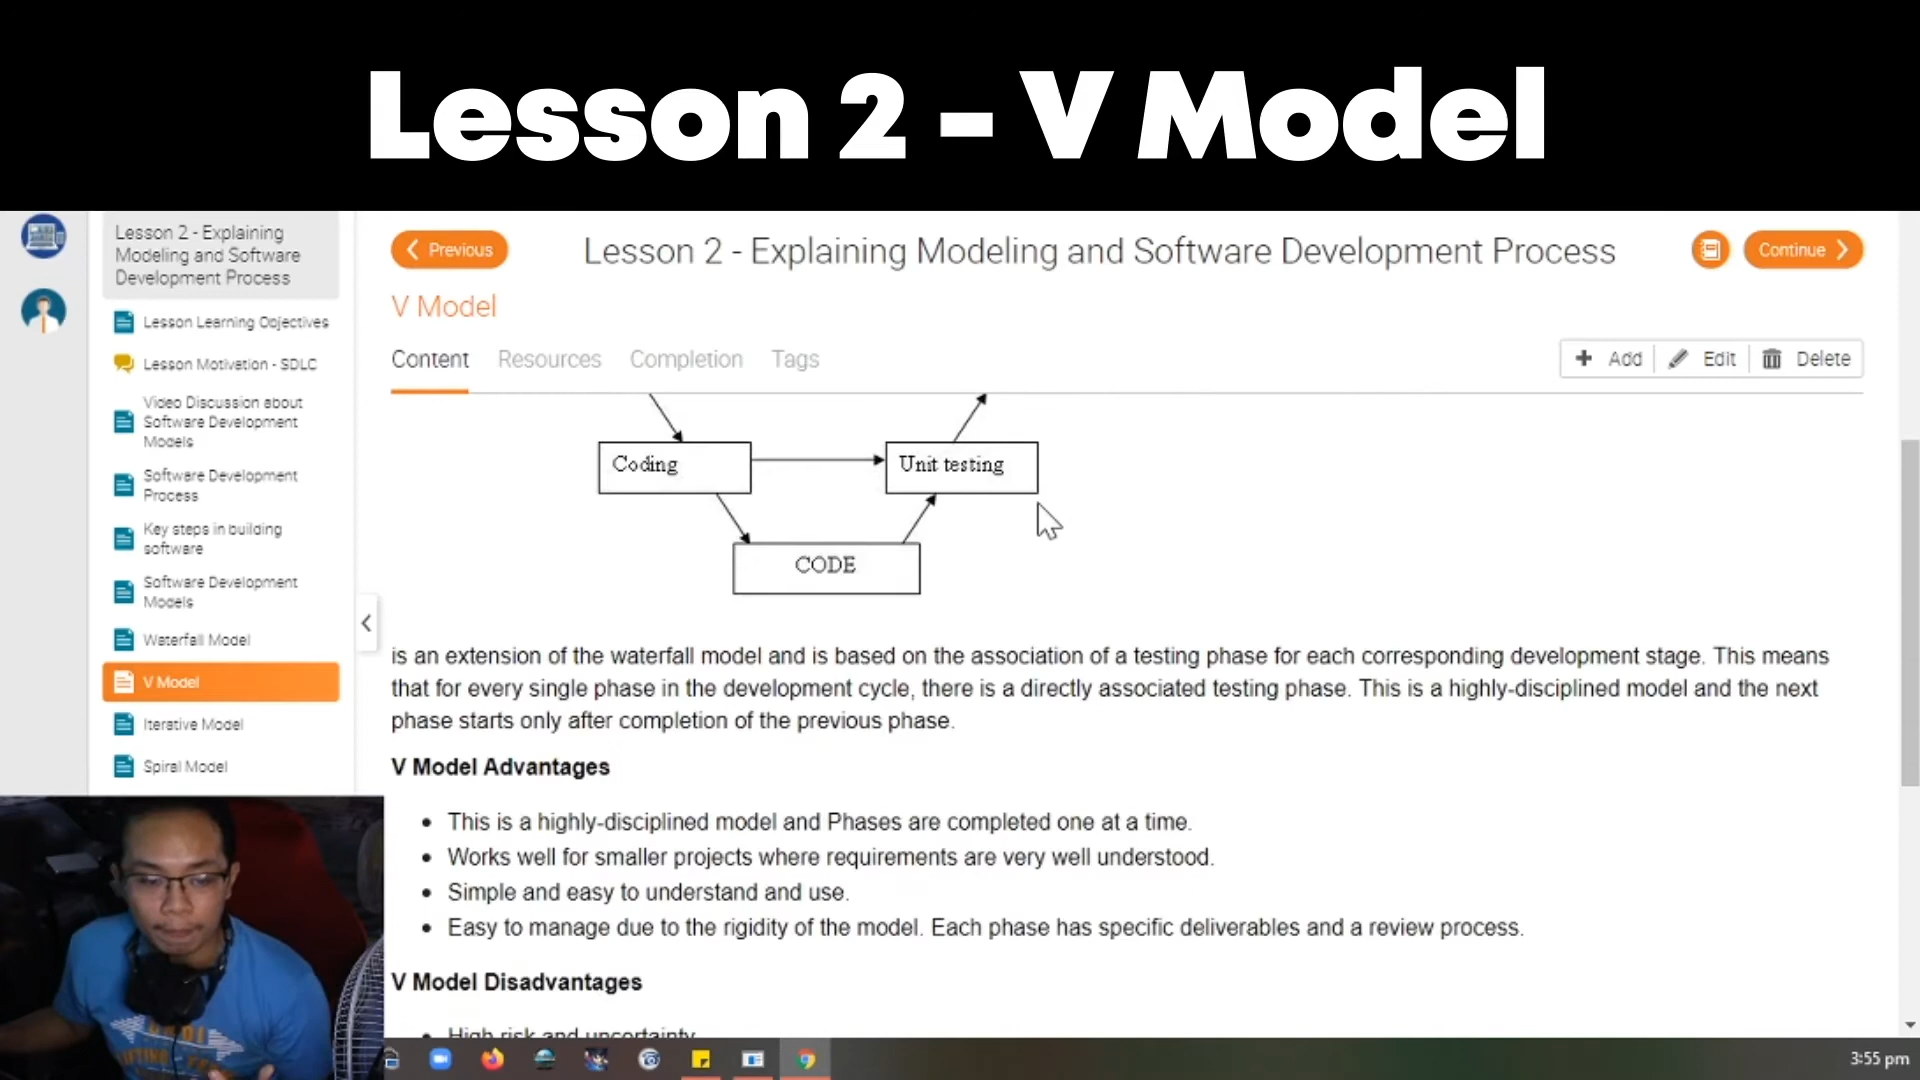 Lesson 2 - V Model
Lesson 2 - Explaining
Modeling and Software
Development Process
Lesson Learning Objectives
Lesson Motivation - SDLC
Video Discussion about
Software Development
Models
Software Development
Process
Key steps in building
software
Software Development
Models
Waterfall Model
V Model
Iterative Model
Spiral Model
Previous
Lesson 2 - Explaining Modeling and Software Development Process
Continue
V Model
Content Resources Completion Tags
Add Edit Delete
Coding
Unit testing
CODE
is an extension of the waterfall model and is based on the association of a testing phase for each corresponding development stage. This means
that for every single phase in the development cycle, there is a directly associated testing phase. This is a highly-disciplined model and the next
phase starts only after completion of the previous phase.
V Model Advantages
This is a highly-disciplined model and Phases are completed one at a time.
Works well for smaller projects where requirements are very well understood.
Simple and easy to understand and use.
Easy to manage due to the rigidity of the model. Each phase has specific deliverables and a review process.
V Model Disadvantages
High risk and uncertainty
3:55 pm